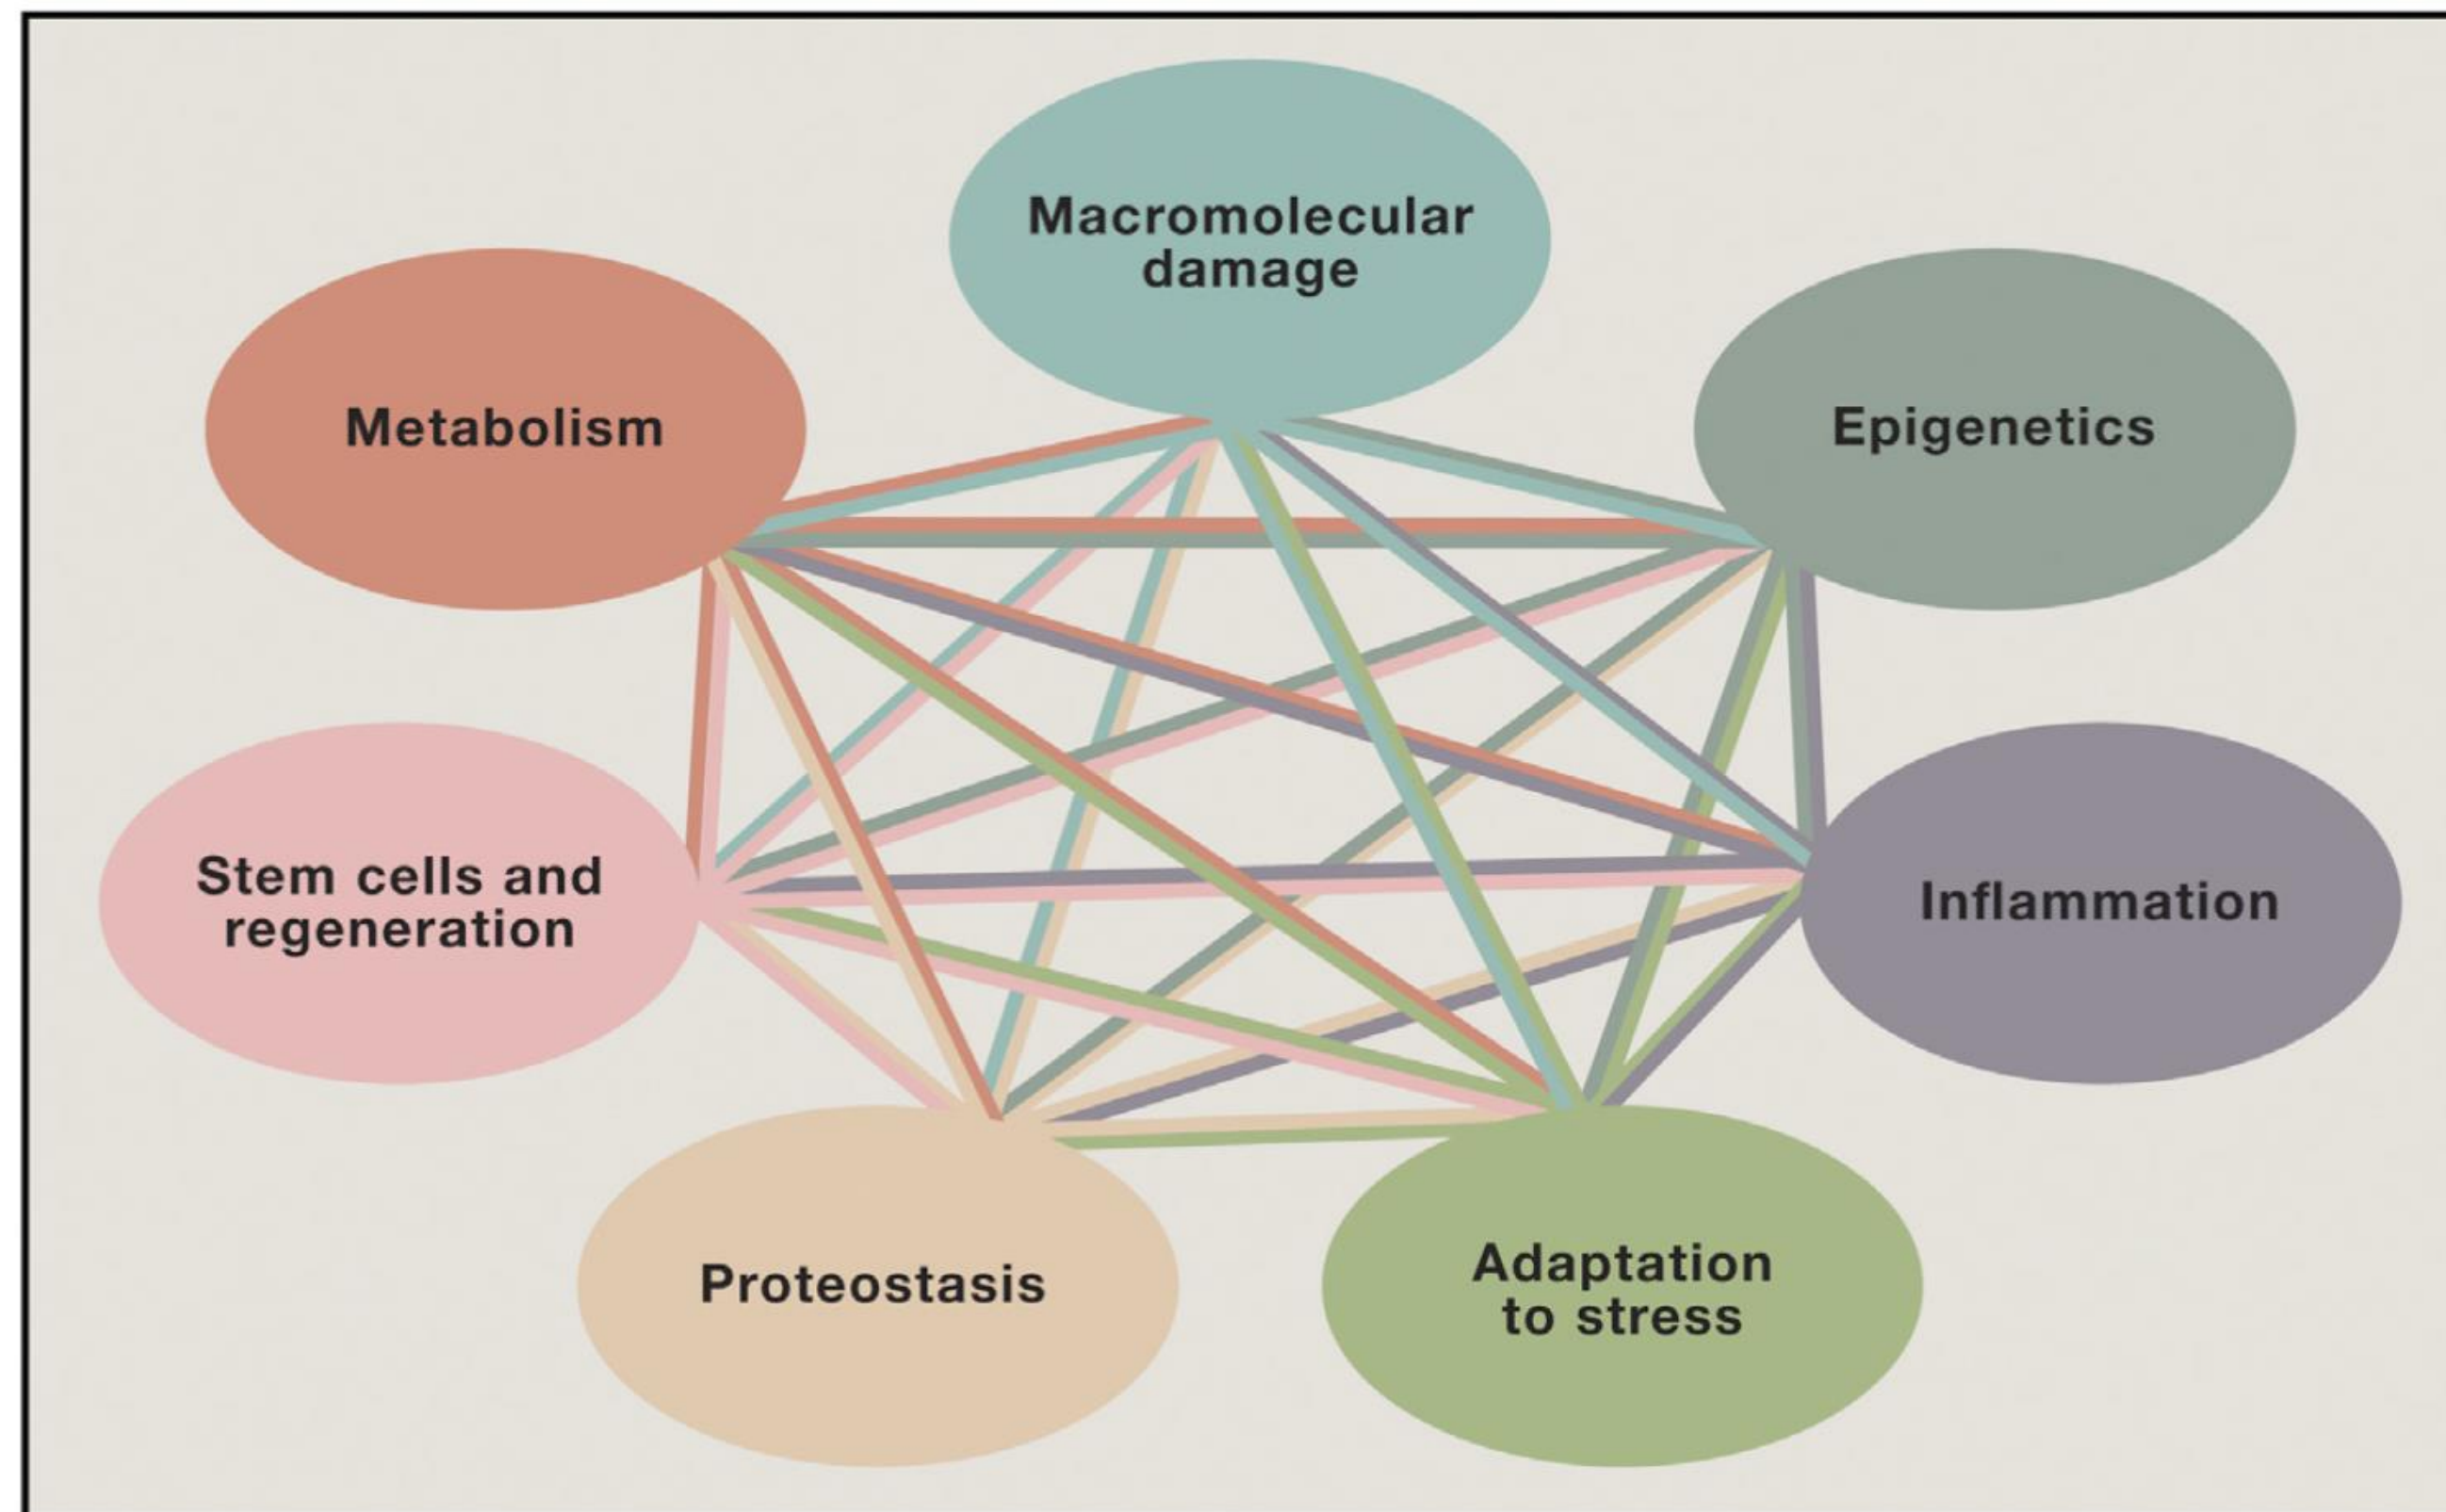 Macromolecular
damage
Metabolism
Epigenetics
Stem cells and
regeneration
Inflammation
Proteostasis
Adaptation
to stress